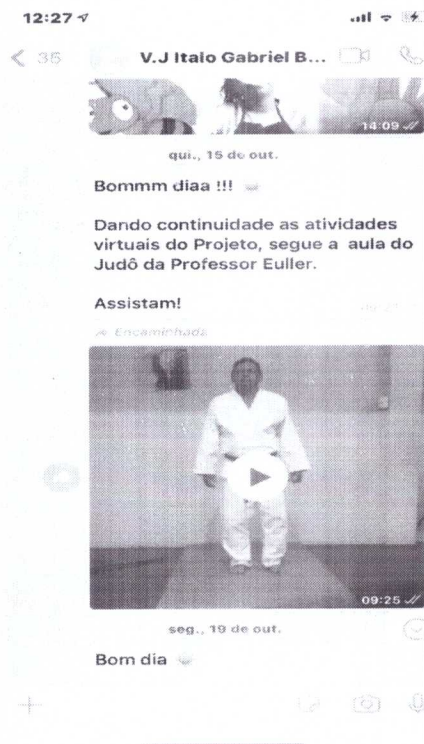 12:27
35
V.J Italo Gabriel B...
14:09
qui., 15 de out.
Bommm diaa !!!
Dando continuidade as atividades
virtuais do Projeto, segue a aula do
Judô da Professor Euller.
Assistam!
Encaminhada
09:25
seg., 19 de out.
Bom dia